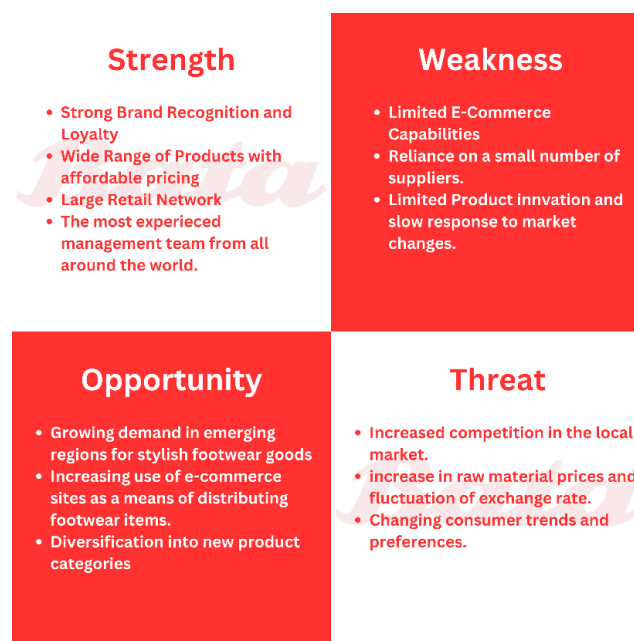 Strength
• Strong Brand Recognition and
Loyalty
• Wide Range of Products with
affordable pricing
• Large Retail Network
• The most experieced
management team from all
around the world.
Weakness
• Limited E-Commerce
Capabilities
• Reliance on a small number of
suppliers.
• Limited Product innvation and
slow response to market
changes.
Opportunity
• Growing demand in emerging
regions for stylish footwear goods
• Increasing use of e-commerce
sites as a means of distributing
footwear items.
• Diversification into new product
categories
Threat
• Increased competition in the local
market.
• increase in raw material prices and
fluctuation of exchange rate.
• Changing consumer trends and
preferences.
Bata
Bata